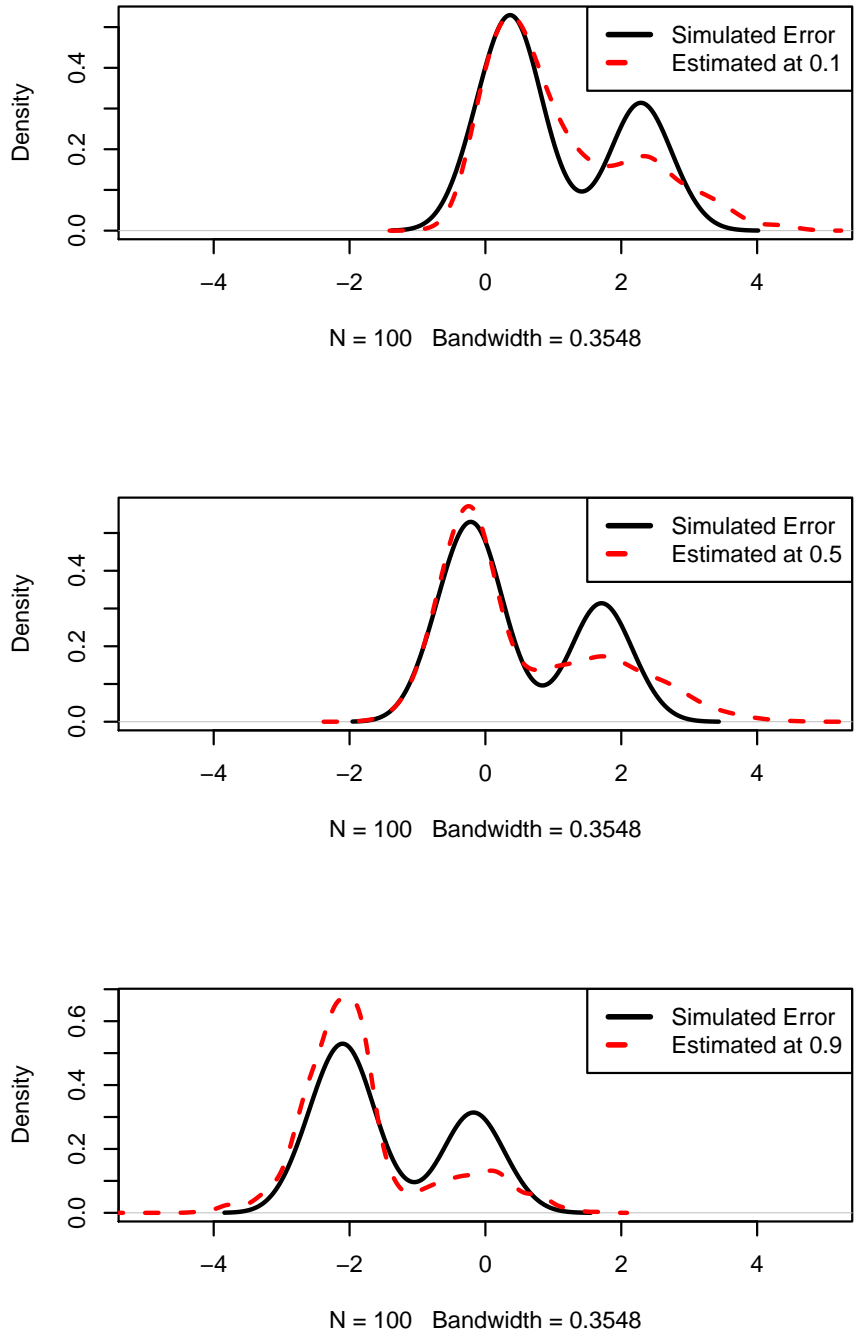 Simulated Error
Estimated at 0.1
Density
0.0
0.2
0.4
−4
−2
0
2
4
N = 100 Bandwidth = 0.3548
Simulated Error
Estimated at 0.5
Density
0.0
0.2
0.4
−4
−2
0
2
4
N = 100 Bandwidth = 0.3548
Simulated Error
Estimated at 0.9
Density
0.0
0.2
0.4
0.6
−4
−2
0
2
4
N = 100 Bandwidth = 0.3548